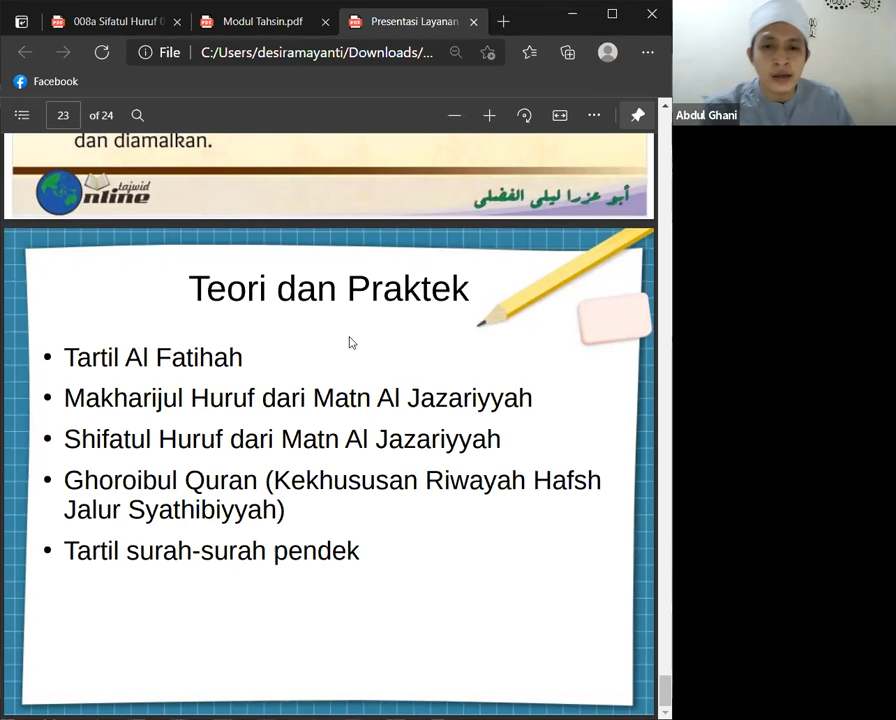 008a Sifatul Huruf
Modul Tahsin.pdf
Presentasi Layanan
File
C:/Users/desiramayanti/Downloads/...
Facebook
23
of 24
Abdul Ghani
dan diamalkan.
tajwid
nline
أبو عزرا ليلى الفضلى
Teori dan Praktek
• Tartil Al Fatihah
• Makharijul Huruf dari Matn Al Jazariyyah
• Shifatul Huruf dari Matn Al Jazariyyah
• Ghoroibul Quran (Kekhususan Riwayah Hafsh
Jalur Syathibiyyah)
• Tartil surah-surah pendek